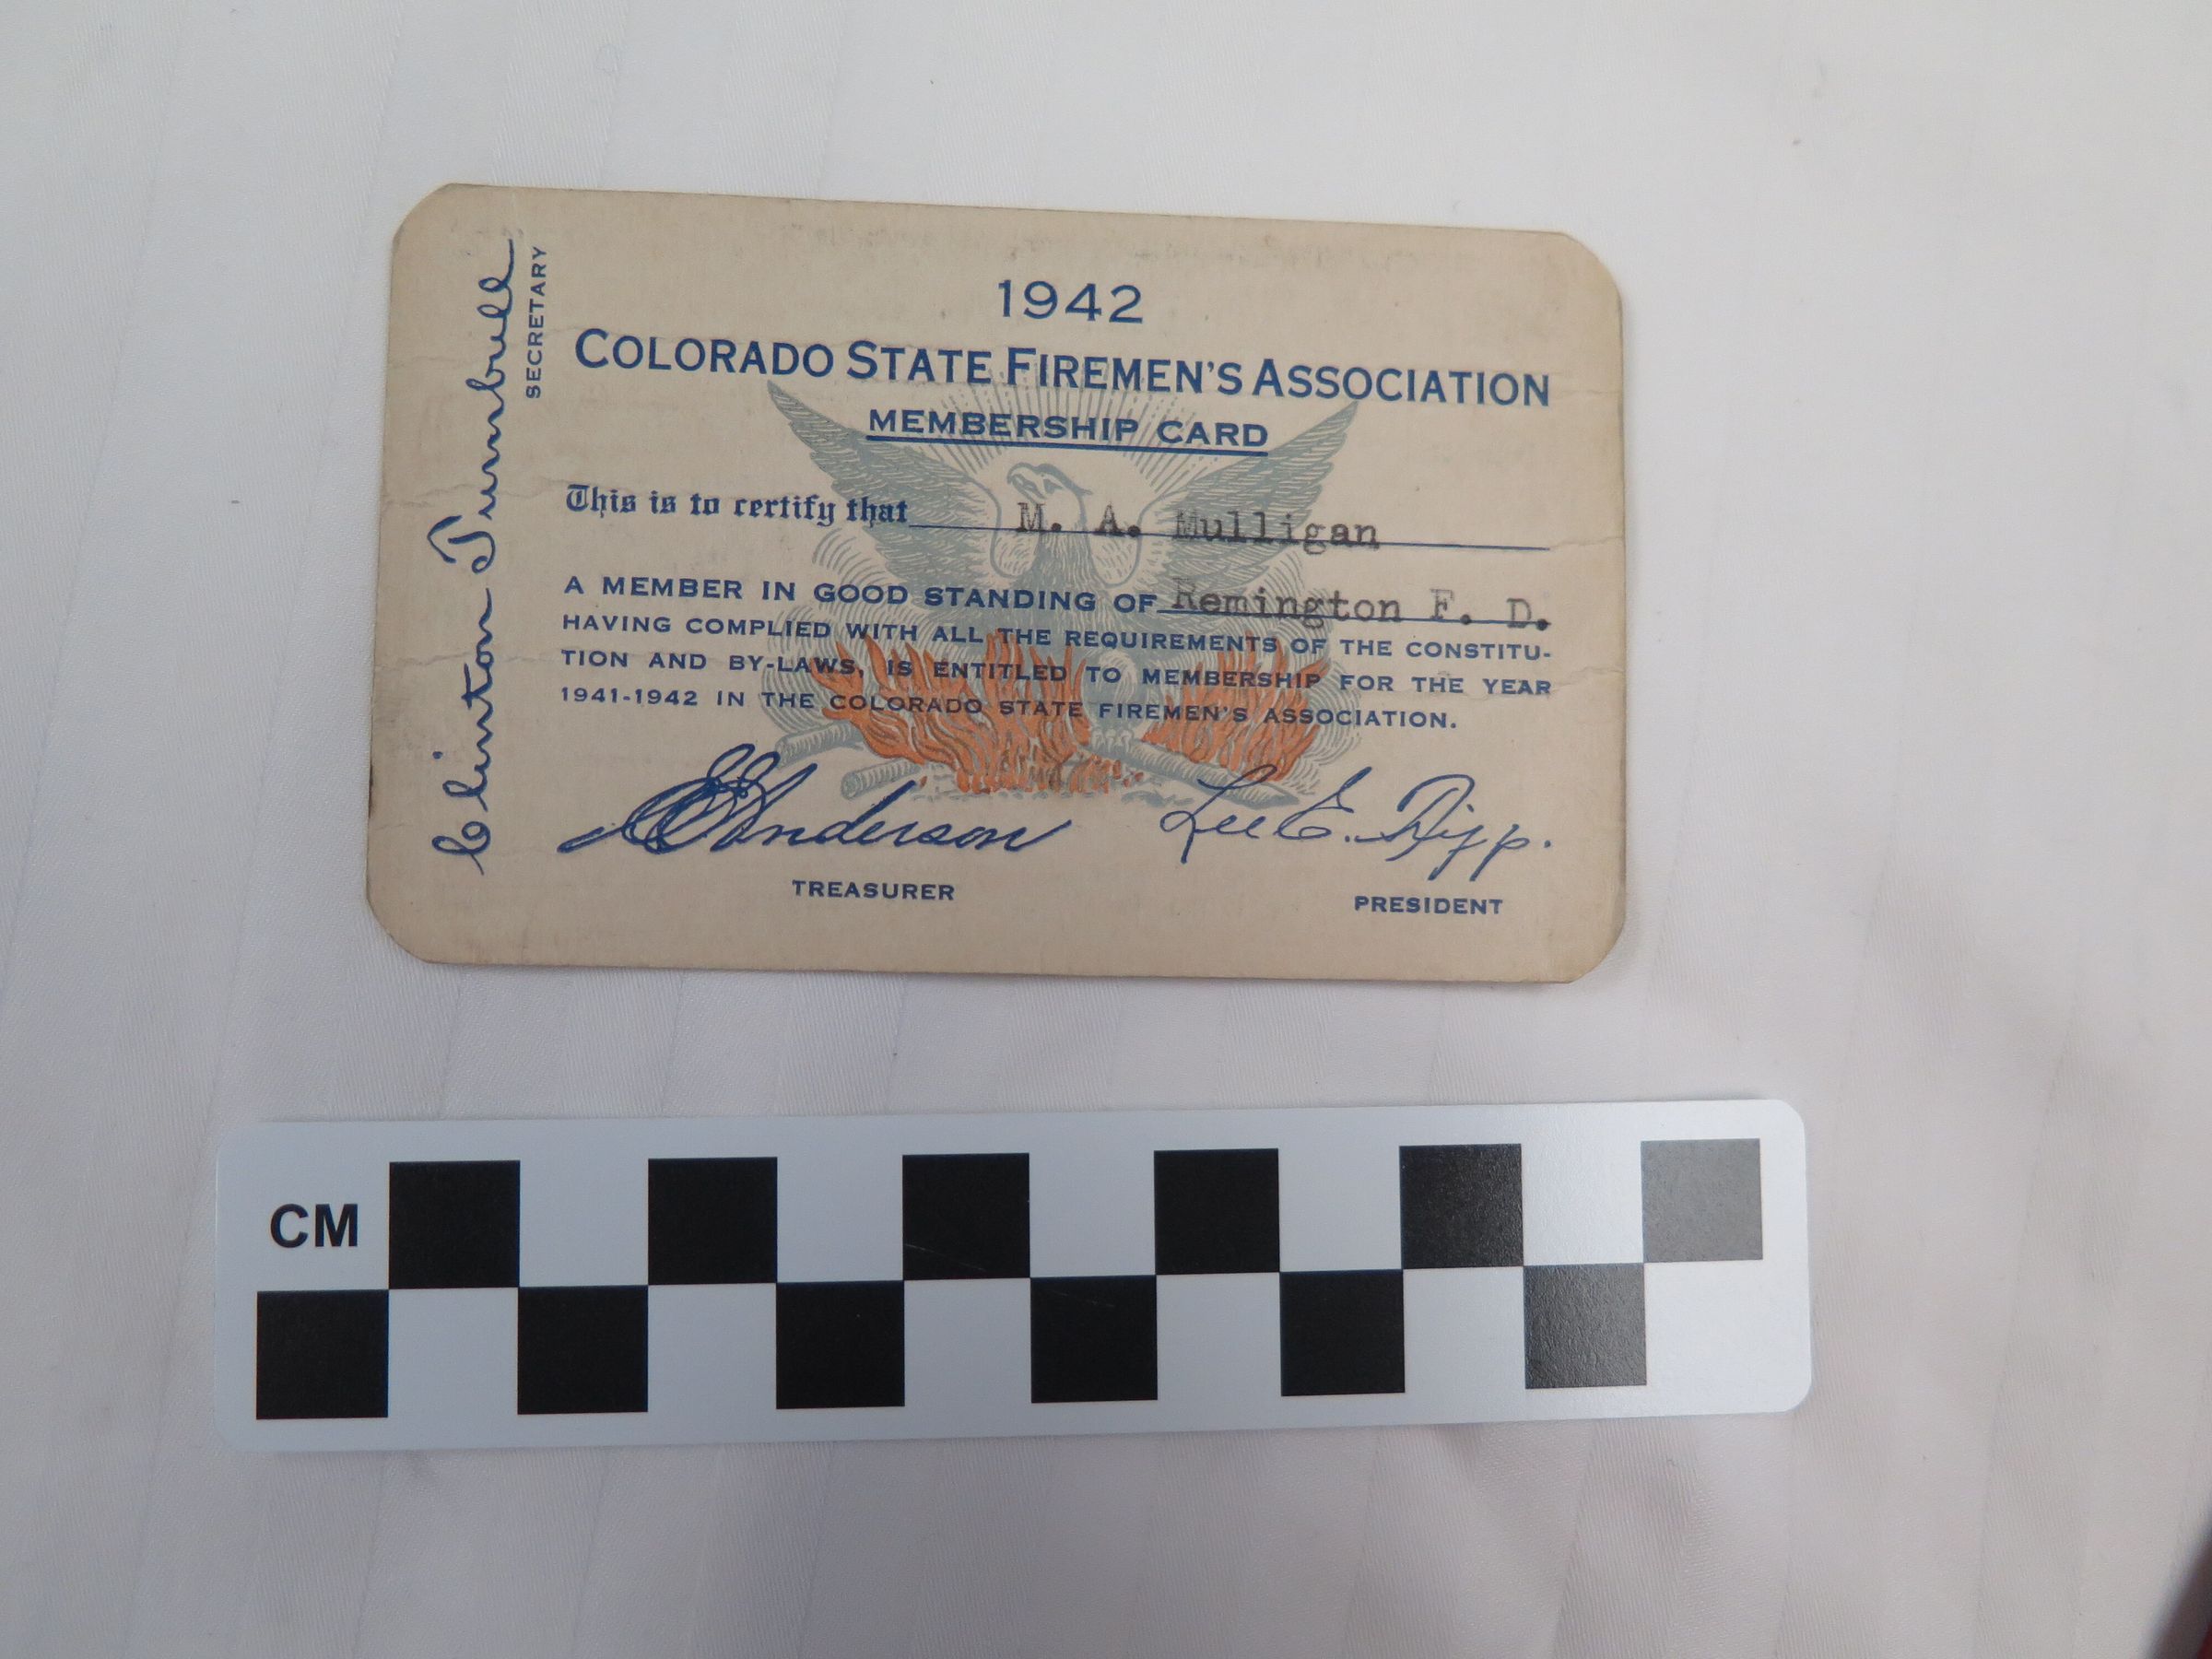 1942
COLORADO STATE FIREMEN'S ASSOCIATION
MEMBERSHIP CARD
This is to certify that M. A. Mulligan
A MEMBER IN GOOD STANDING OF Remington F. D.
HAVING COMPLIED WITH ALL THE REQUIREMENTS OF THE CONSTITU-
TION AND BY-LAWS, IS ENTITLED TO MEMBERSHIP FOR THE YEAR
1941-1942 IN THE COLORADO STATE FIREMEN'S ASSOCIATION.
Anderson Lee E.
TREASURER PRESIDENT
Clinton Turnbull
SECRETARY
CM